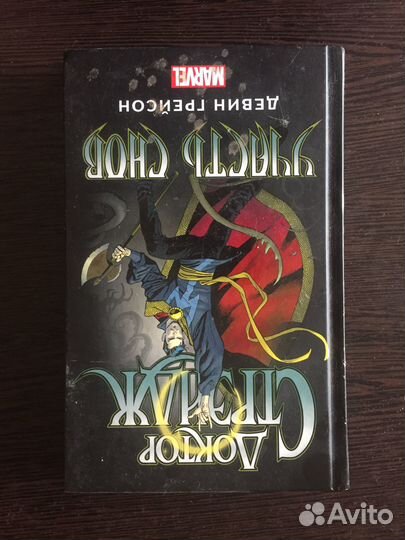 ДОКТОР
СТРЭНДЖ
УЧАСТЬ СНОВ
ДЕВИН ГРЕЙСОН
MARVEL
Avito